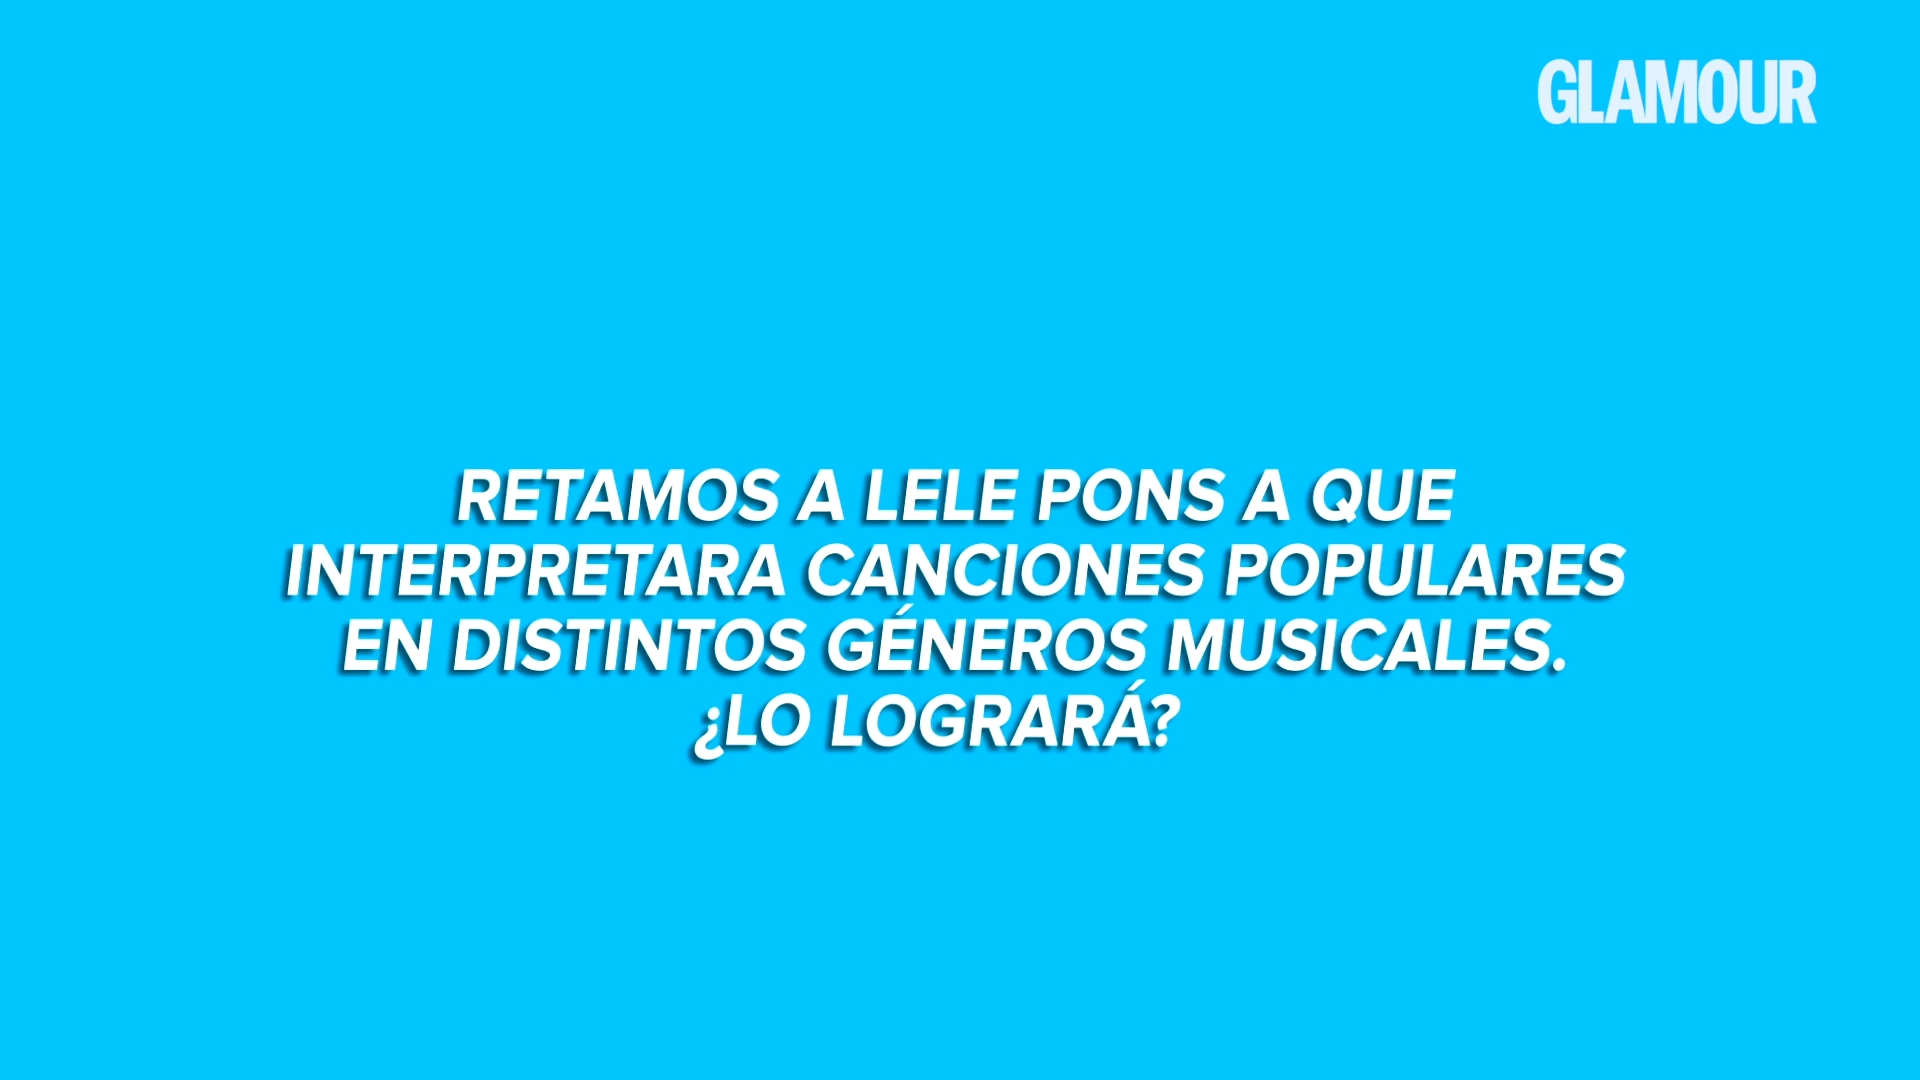 GLAMOUR
RETAMOS A LELE PONS A QUE
INTERPRETARA CANCIONES POPULARES
EN DISTINTOS GÉNEROS MUSICALES.
¿LO LOGRARÁ?